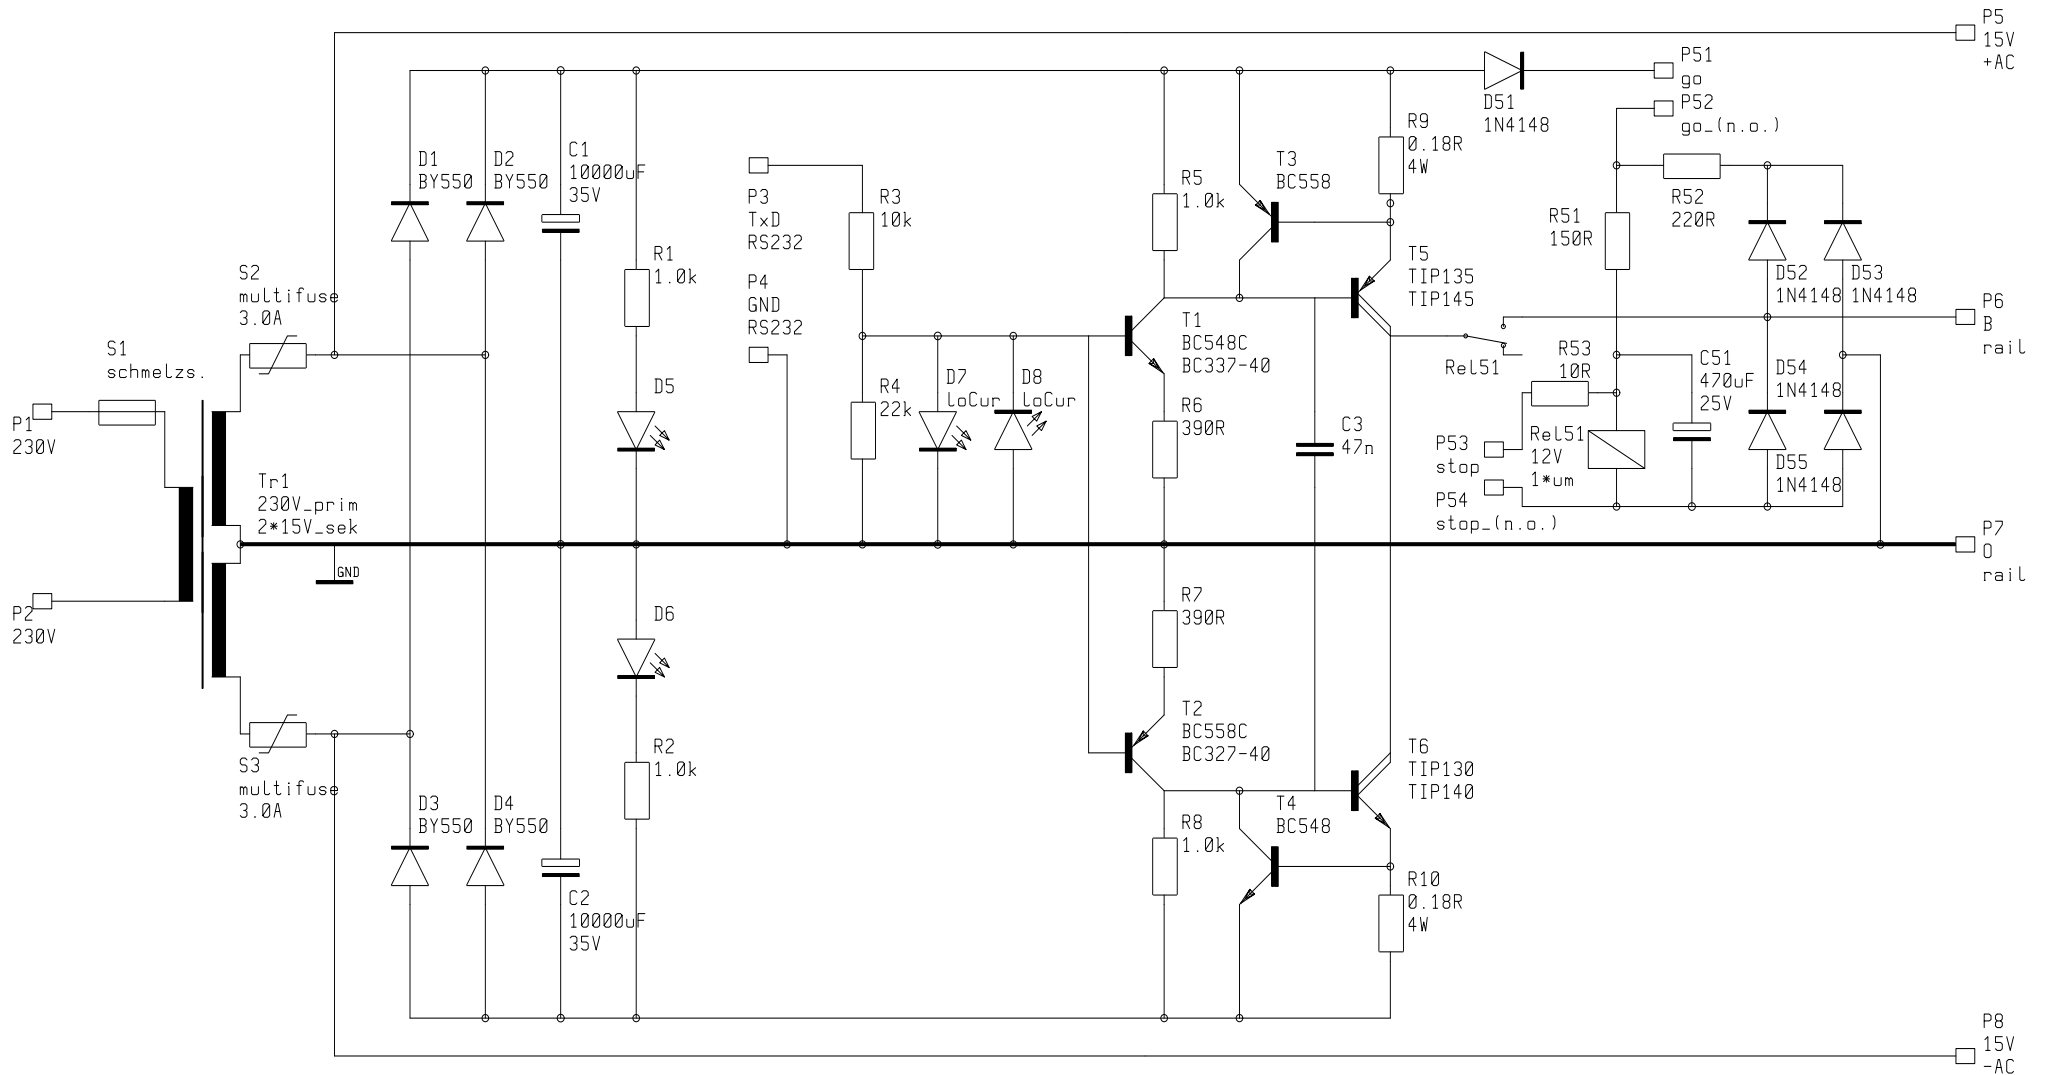 P5
15V
+AC
P51
go
D51
1N4148
P52
go_(n.o.)
R9
0.18R
4W
D1
BY550
D2
BY550
C1
10000uF
35V
T3
BC558
R5
1.0k
P3
TxD
RS232
R3
10k
R52
220R
R51
150R
R1
1.0k
S2
multifuse
3.0A
P4
GND
RS232
T5
TIP135
TIP145
D52
1N4148
D53
1N4148
P6
B
rail
T1
BC548C
BC337-40
S1
schmelzs.
Rel51
R53
10R
C51
470uF
25V
D54
1N4148
D5
R4
22k
D7
loCur
D8
loCur
R6
390R
C3
47n
P1
230V
P53
stop
Rel51
12V
1*um
D55
1N4148
P54
stop_(n.o.)
Tr1
230V_prim
2*15V_sek
P7
0
rail
GND
P2
230V
D6
R7
390R
T2
BC558C
BC327-40
R2
1.0k
T6
TIP130
TIP140
S3
multifuse
3.0A
D3
BY550
D4
BY550
T4
BC548
R8
1.0k
C2
10000uF
35V
R10
0.18R
4W
P8
15V
-AC